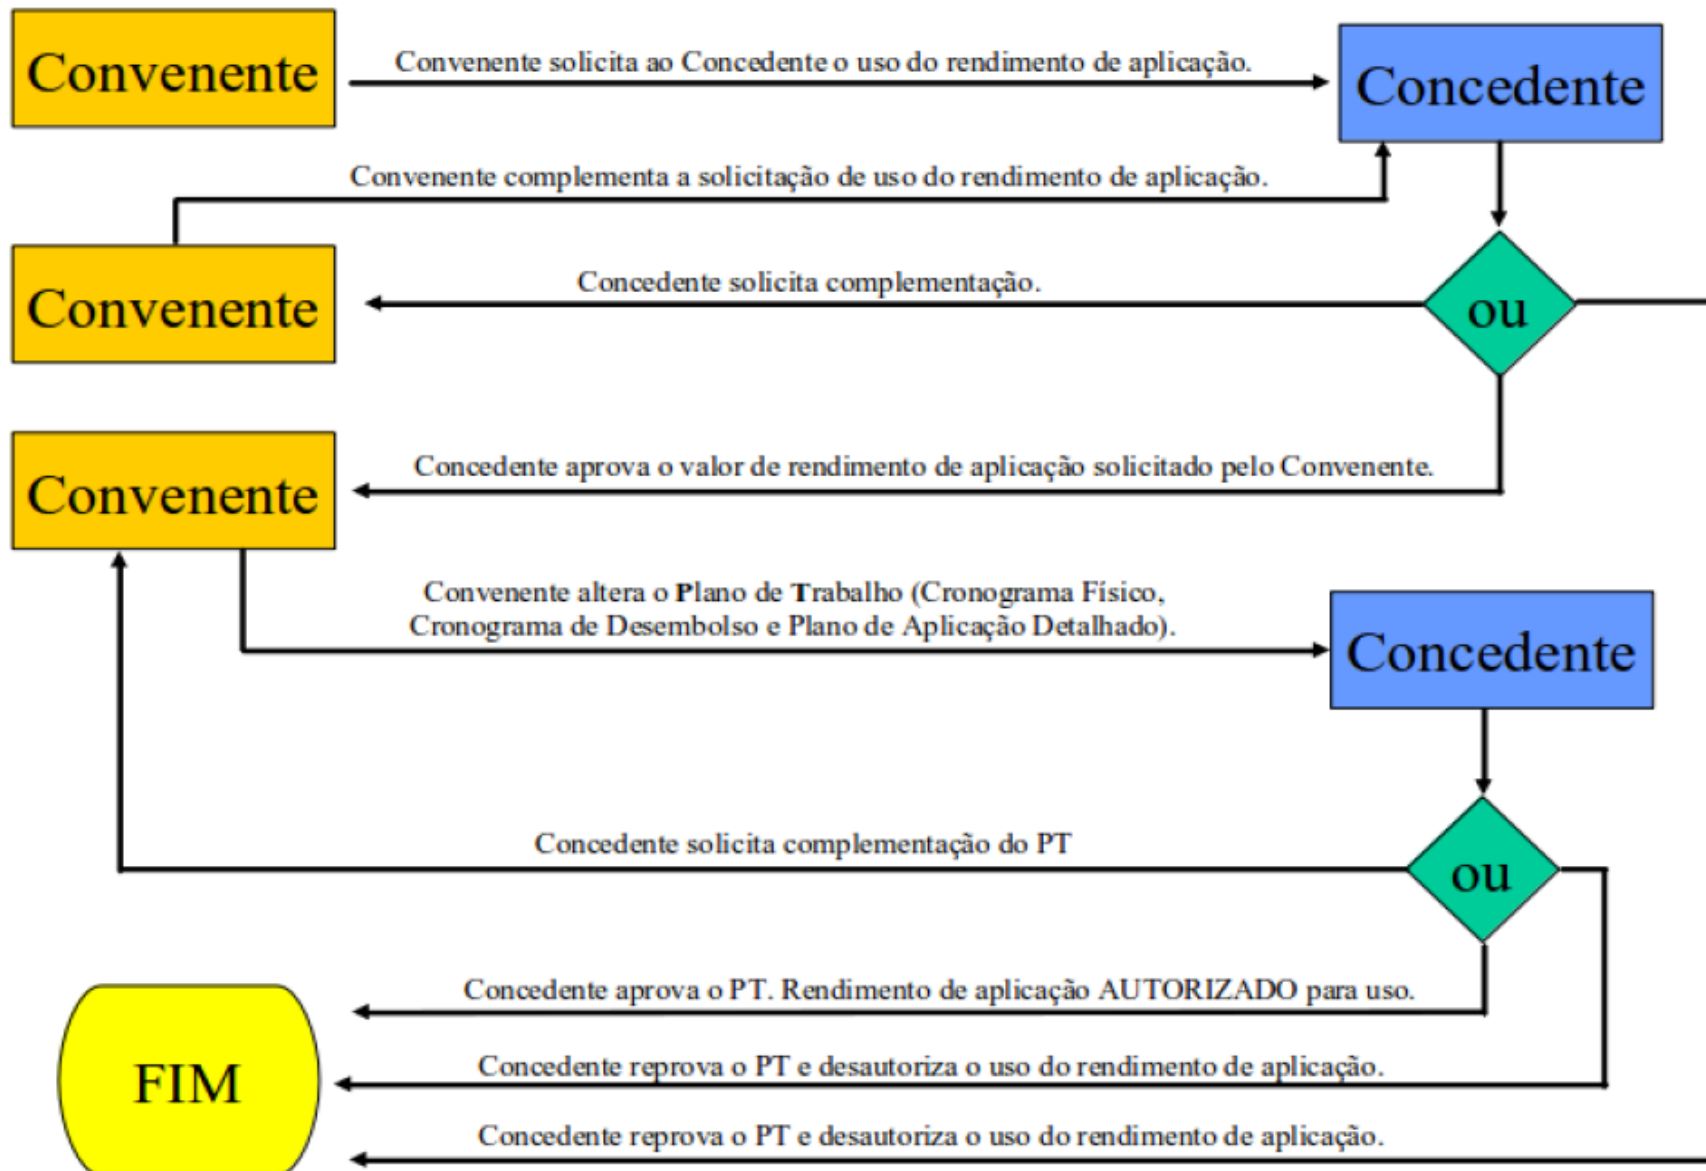 Convenente
Convenente solicita ao Concedente o uso do rendimento de aplicação.
Concedente
Convenente complementa a solicitação de uso do rendimento de aplicação.
Convenente
Concedente solicita complementação.
ou
Convenente
Concedente aprova o valor de rendimento de aplicação solicitado pelo Convenente.
Convenente altera o Plano de Trabalho (Cronograma Físico,
Cronograma de Desembolso e Plano de Aplicação Detalhado).
Concedente
Concedente solicita complementação do PT
ou
Concedente aprova o PT. Rendimento de aplicação AUTORIZADO para uso.
FIM
Concedente reprova o PT e desautoriza o uso do rendimento de aplicação.
Concedente reprova o PT e desautoriza o uso do rendimento de aplicação.